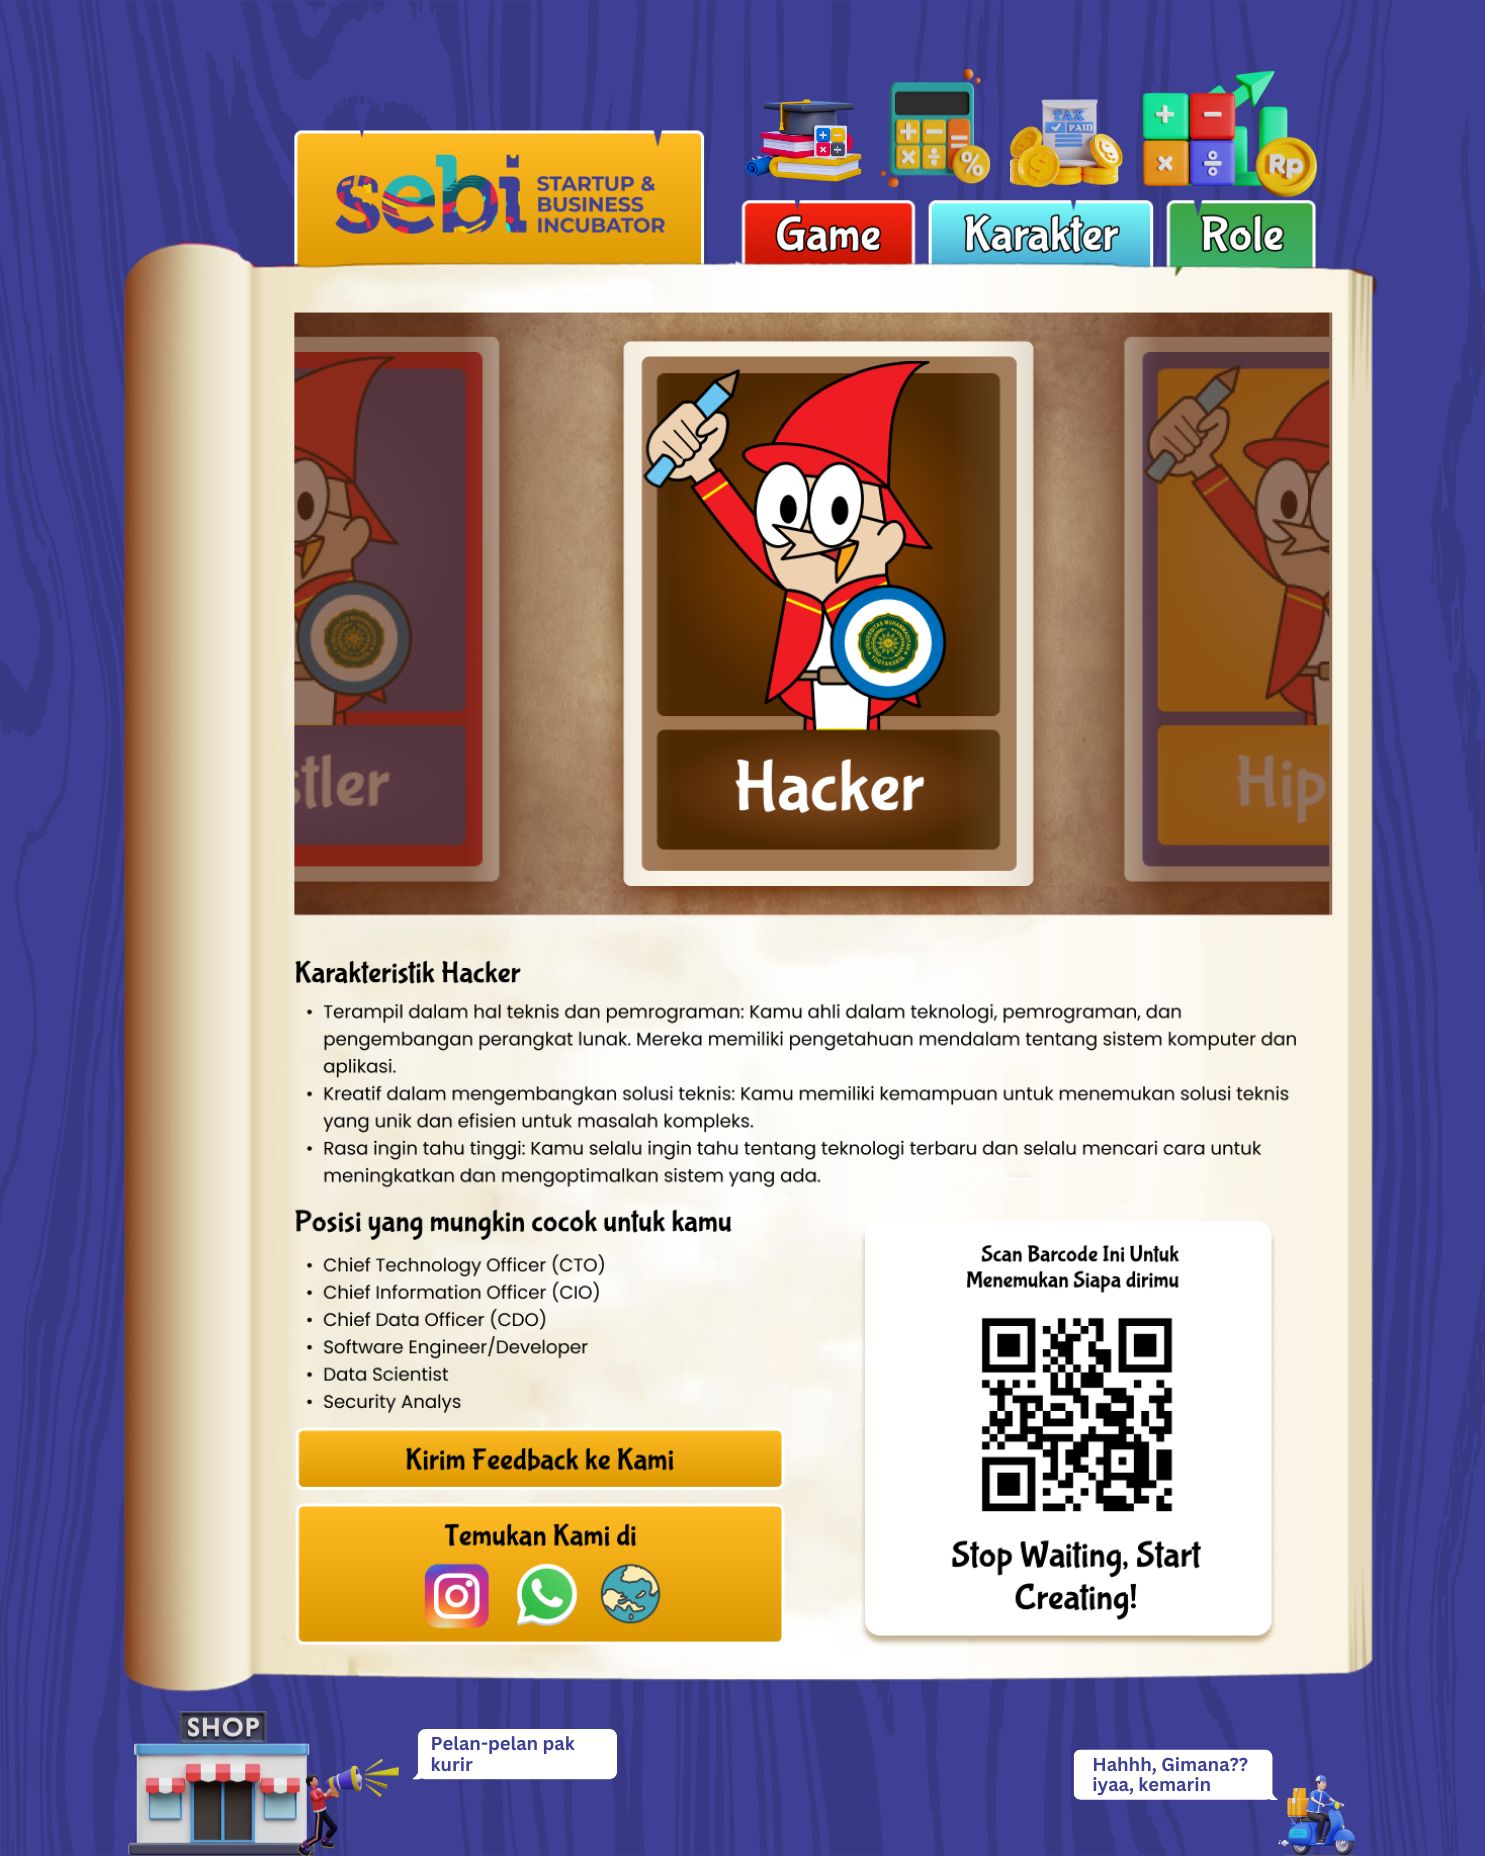 sebi STARTUP &
BUSINESS
INCUBATOR
TAX
PAID
Rp
Game
Karakter
Role
stler
Hacker
Hip
UNIVERSITAS MUHAMMADIYAH
YOGYAKARTA
Karakteristik Hacker
• Terampil dalam hal teknis dan pemrograman: Kamu ahli dalam teknologi, pemrograman, dan
pengembangan perangkat lunak. Mereka memiliki pengetahuan mendalam tentang sistem komputer dan
aplikasi.
• Kreatif dalam mengembangkan solusi teknis: Kamu memiliki kemampuan untuk menemukan solusi teknis
yang unik dan efisien untuk masalah kompleks.
• Rasa ingin tahu tinggi: Kamu selalu ingin tahu tentang teknologi terbaru dan selalu mencari cara untuk
meningkatkan dan mengoptimalkan sistem yang ada.
Posisi yang mungkin cocok untuk kamu
• Chief Technology Officer (CTO)
• Chief Information Officer (CIO)
• Chief Data Officer (CDO)
• Software Engineer/Developer
• Data Scientist
• Security Analys
Kirim Feedback ke Kami
Temukan Kami di
Scan Barcode Ini Untuk
Menemukan Siapa dirimu
Stop Waiting, Start
Creating!
SHOP
Pelan-pelan pak
kurir
Hahhh, Gimana??
iyaa, kemarin